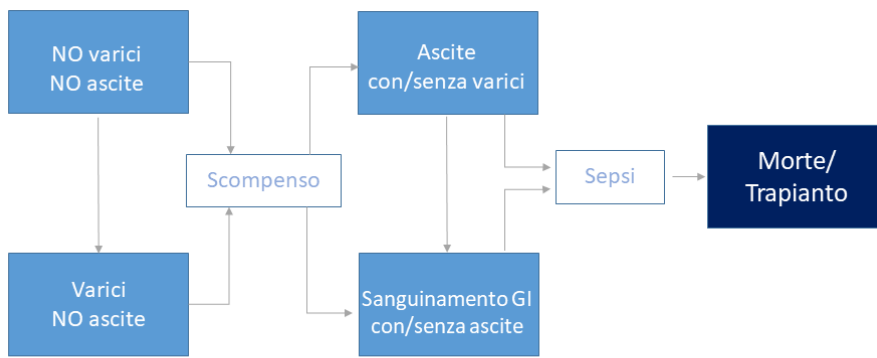 NO varici
NO ascite
Ascite
con/senza varici
Scompenso
Sepsi
Morte/
Trapianto
Varici
NO ascite
Sanguinamento GI
con/senza ascite